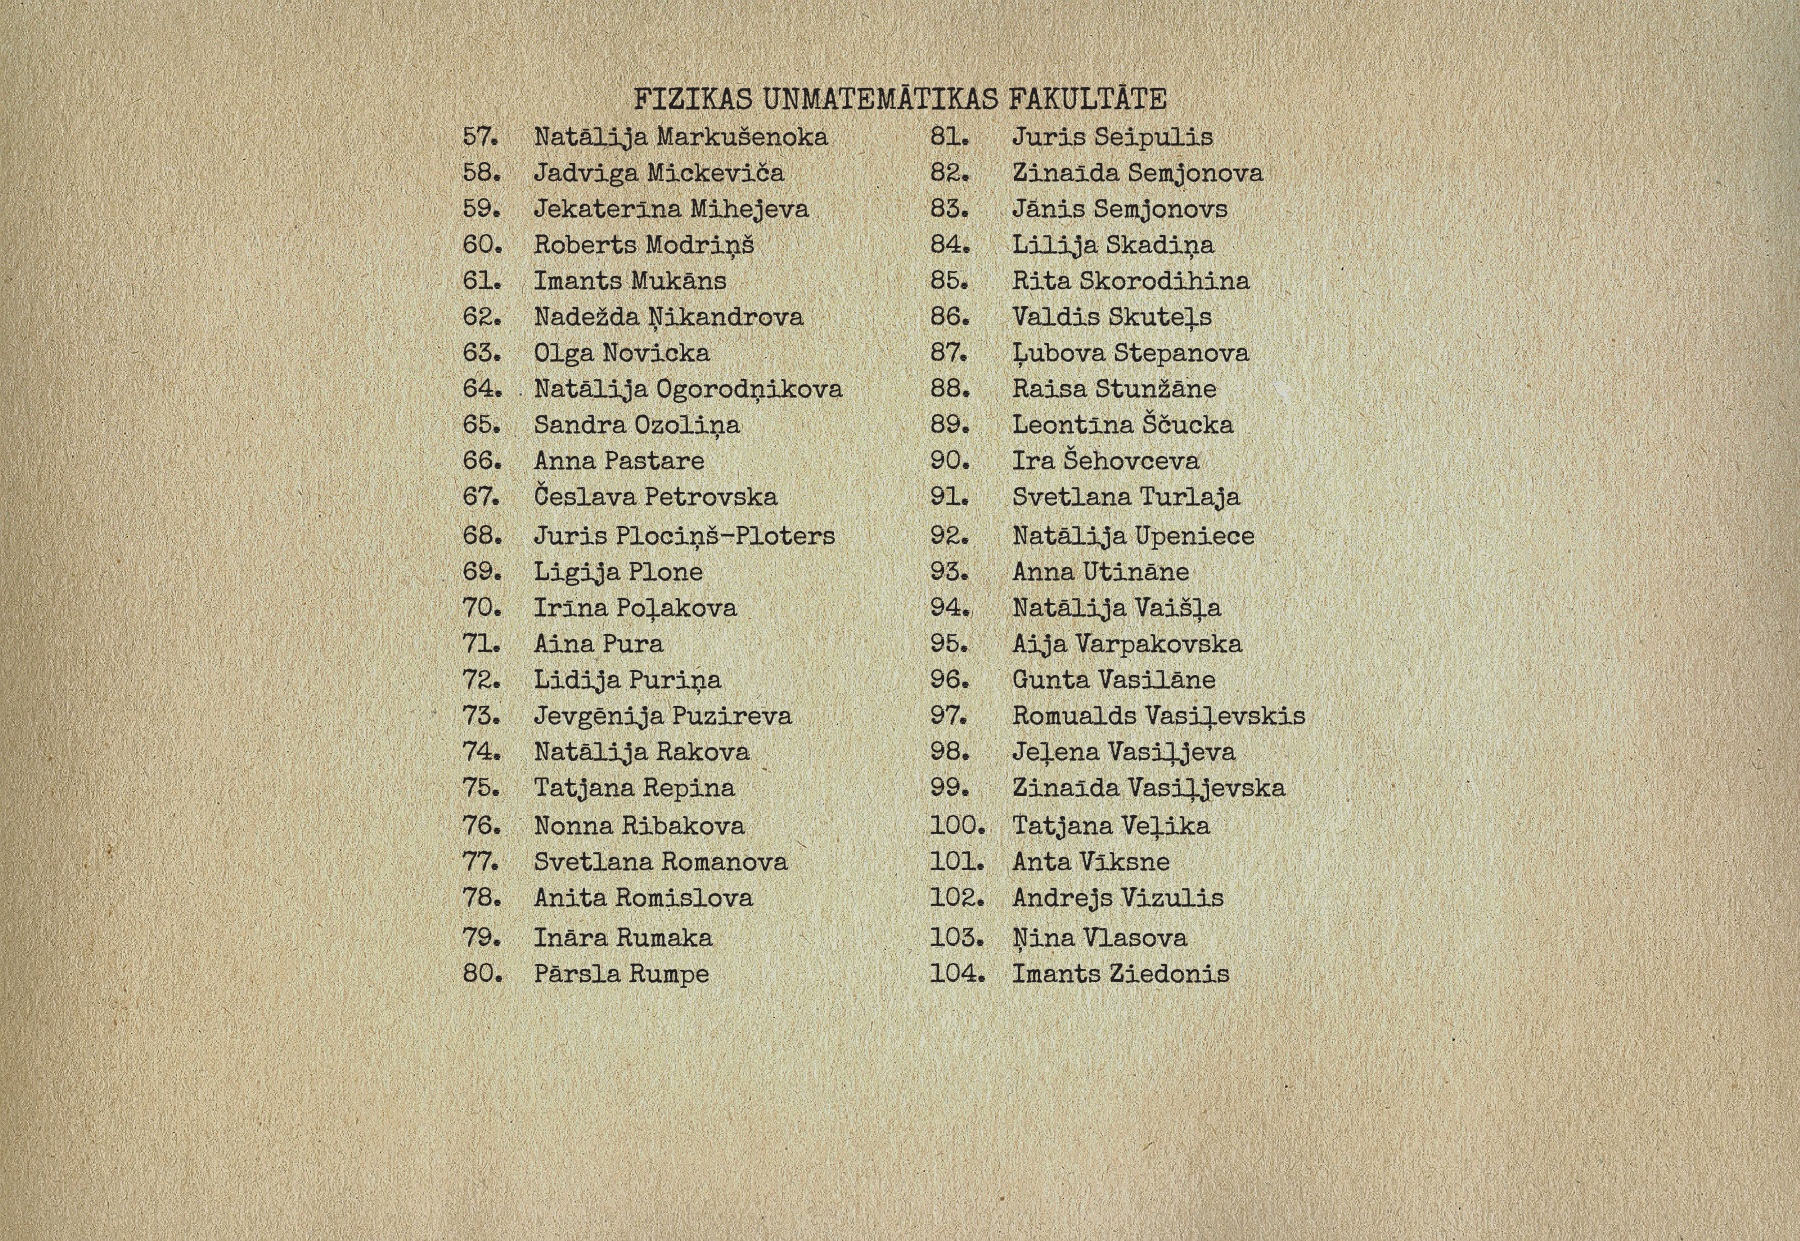 FIZIKAS UNMATEMĀTIKAS FAKULTĀTE
57. Natālija Markušenoka
58. Jadviga Mickeviča
59. Jekaterīna Mihejeva
60. Roberts Modriņš
61. Imants Mukāns
62. Nadežda Ņikandrova
63. Olga Novicka
64. Natālija Ogorodņikova
65. Sandra Ozoliņa
66. Anna Pastare
67. Česlava Petrovska
68. Juris Plociņš-Ploters
69. Ligija Plone
70. Irīna Poļakova
71. Aina Pura
72. Lidija Puriņa
73. Jevgēnija Puzireva
74. Natālija Rakova
75. Tatjana Repina
76. Nonna Ribakova
77. Svetlana Romanova
78. Anita Romislova
79. Ināra Rumaka
80. Pārsla Rumpe
81. Juris Seipulis
82. Zinaīda Semjonova
83. Jānis Semjonovs
84. Lilija Skadiņa
85. Rita Skorodihina
86. Valdis Skuteļs
87. Ļubova Stepanova
88. Raisa Stunžāne
89. Leontīna Ščucka
90. Ira Šehovceva
91. Svetlana Turlaja
92. Natālija Upeniece
93. Anna Utināne
94. Natālija Vaišļa
95. Aija Varpakovska
96. Gunta Vasilāne
97. Romualds Vasiļevskis
98. Jeļena Vasiļjeva
99. Zinaīda Vasiļjevska
100. Tatjana Veļika
101. Anta Vīksne
102. Andrejs Vizulis
103. Ņina Vlasova
104. Imants Ziedonis